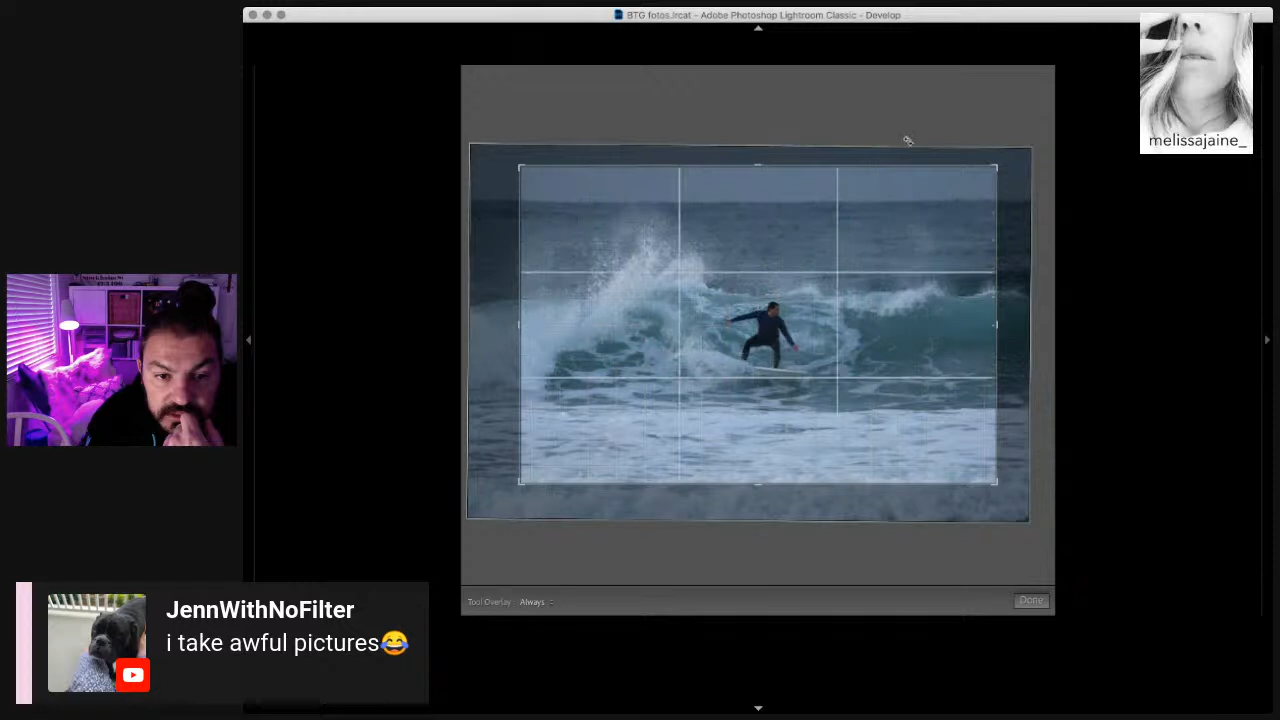 BTG fotos.lrcat - Adobe Photoshop Lightroom Classic - Develop
melissajaine_
Tool Overlay: Always
Done
JennWithNoFilter
i take awful pictures😂